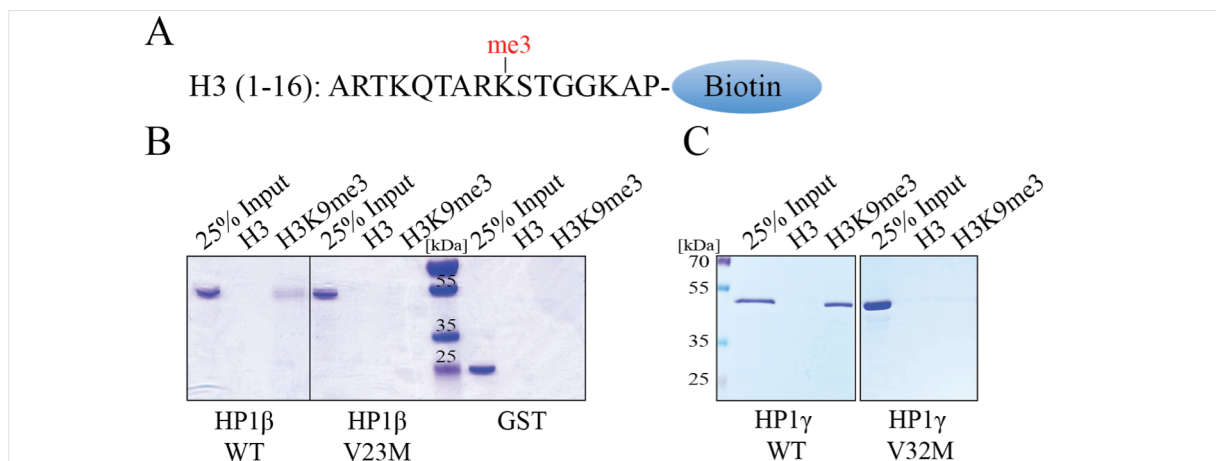 A
me3
H3 (1-16): ARTKQTARKSTGGKAP- Biotin
B
25% Input
H3
H3K9me3
25% Input
H3
H3K9me3
[kDa]
25% Input
H3
H3K9me3
55
35
25
HP1β
WT
HP1β
V23M
GST
C
25% Input
H3
H3K9me3
25% Input
H3
H3K9me3
[kDa]
70
55
35
25
HP1γ
WT
HP1γ
V32M